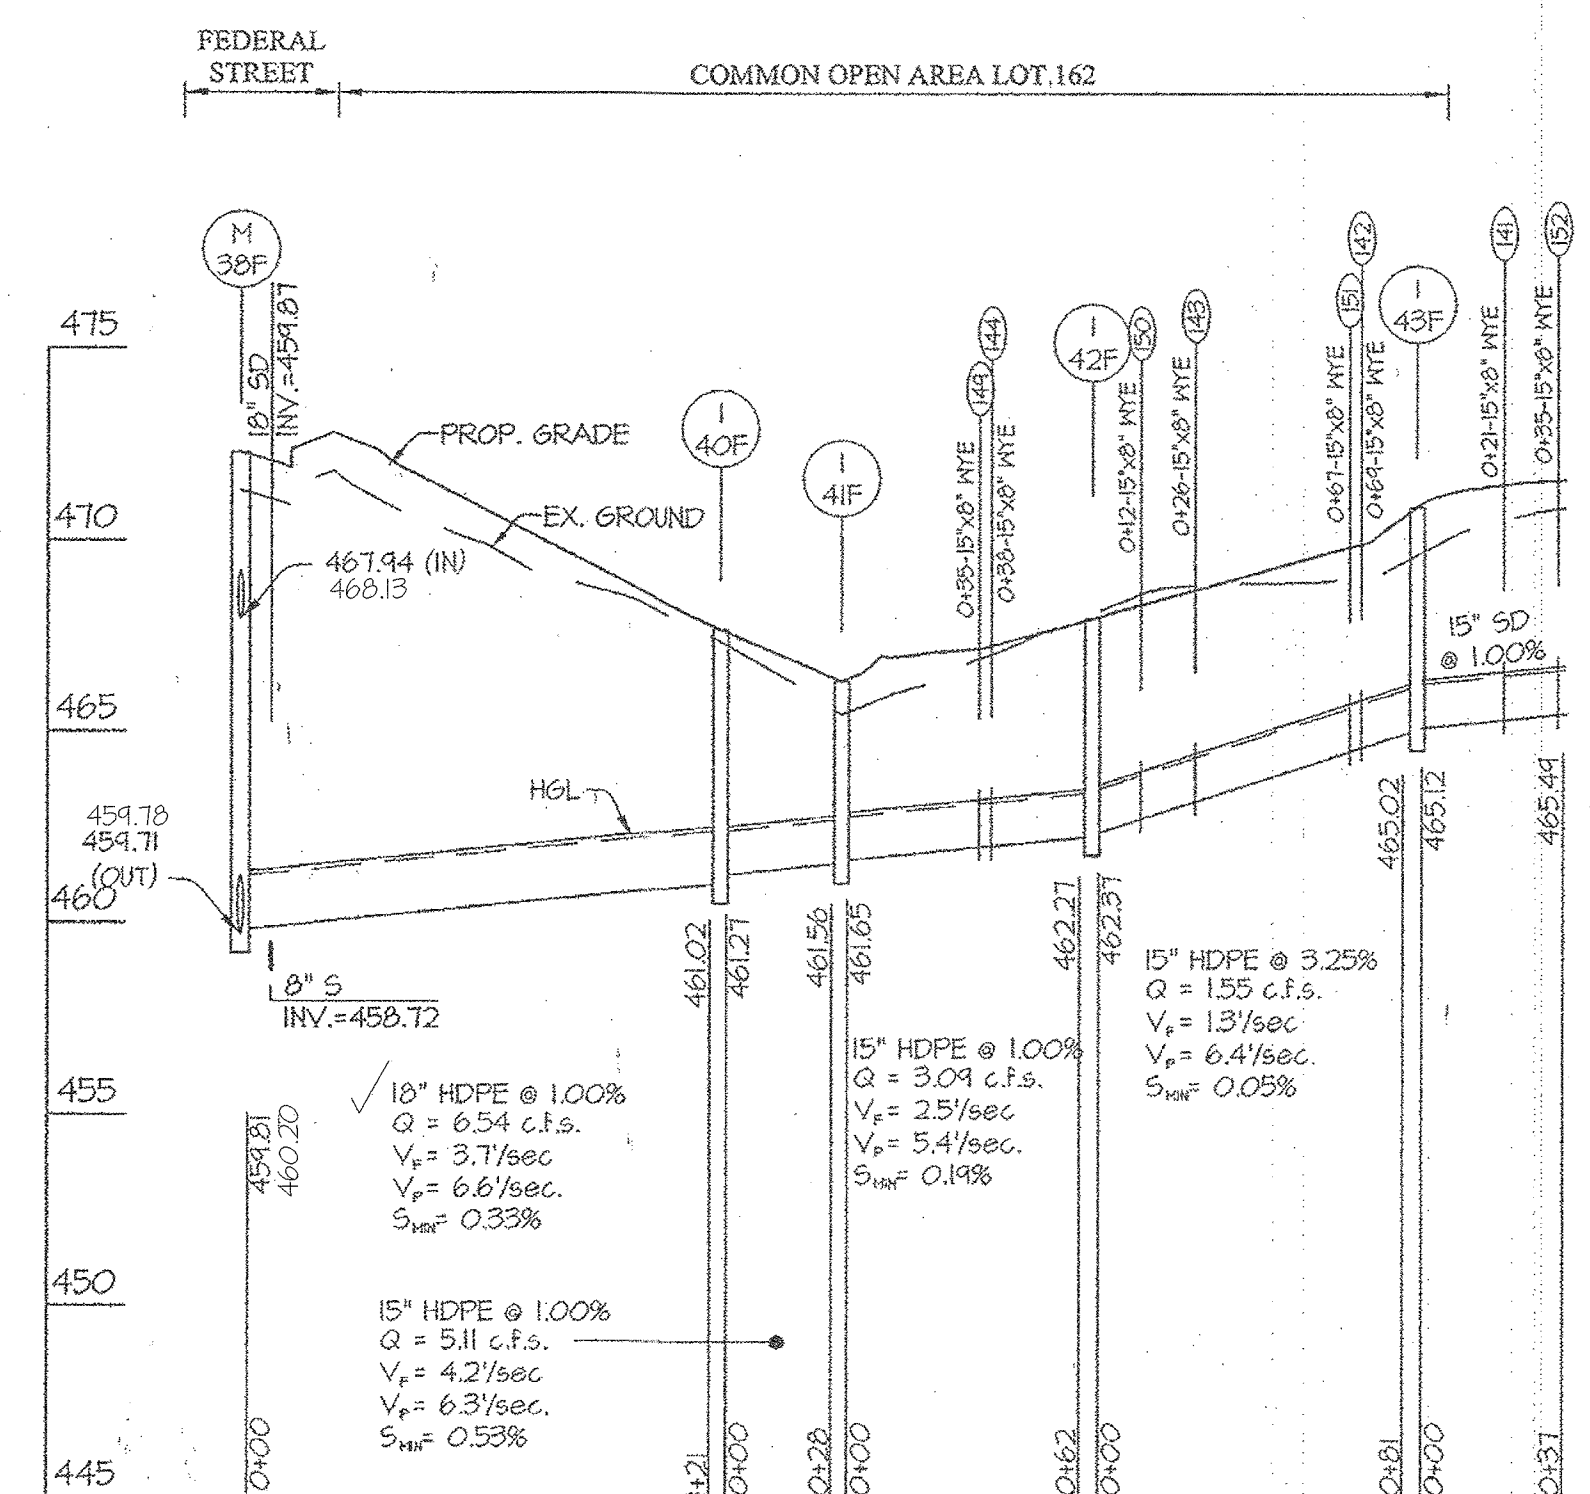 FEDERAL
STREET
COMMON OPEN AREA LOT 162
M
38F
18" SD
INV.=459.87
PROP. GRADE
EX. GROUND
467.94 (IN)
468.13
I
40F
I
41F
149
0+35-15"x8" WYE
144
0+38-15"x8" WYE
I
42F
150
0+12-15"x8" WYE
143
0+26-15"x8" WYE
151
0+67-15"x8" WYE
142
0+69-15"x8" WYE
I
43F
141
0+21-15"x8" WYE
152
0+35-15"x8" WYE
15" SD
@ 1.00%
475
470
465
460
455
450
445
HGL
459.78
459.71
(OUT)
8" S
INV.=458.72
461.02
461.27
461.56
461.65
462.27
462.37
465.02
465.12
465.49
459.81
460.20
18" HDPE @ 1.00%
Q = 6.54 c.f.s.
VF= 3.7'/sec
VP= 6.6'/sec.
SMIN= 0.33%
15" HDPE @ 1.00%
Q = 5.11 c.f.s.
VF= 4.2'/sec
VP= 6.3'/sec.
SMIN= 0.53%
15" HDPE @ 1.00%
Q = 3.09 c.f.s.
VF= 2.5'/sec
VP= 5.4'/sec.
SMIN= 0.19%
15" HDPE @ 3.25%
Q = 1.55 c.f.s.
VF= 1.3'/sec
VP= 6.4'/sec.
SMIN= 0.05%
0+00
+21
0+00
0+28
0+00
0+62
0+00
0+81
0+00
0+37